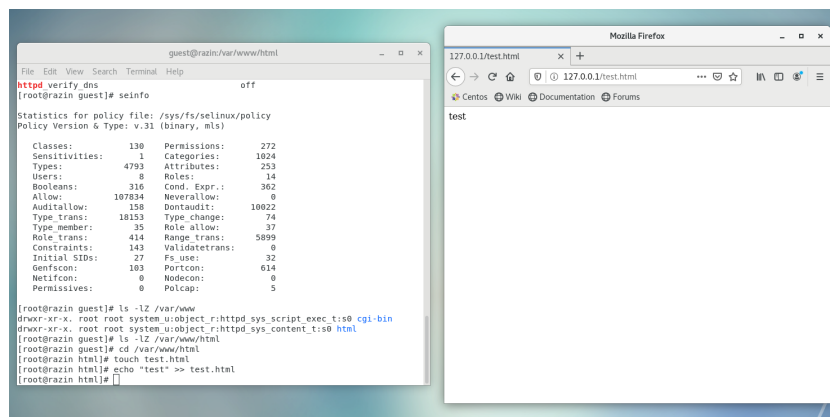 guest@razin:/var/www/html
File Edit View Search Terminal Help
httpd_verify_dns off
[root@razin guest]# seinfo
Statistics for policy file: /sys/fs/selinux/policy
Policy Version & Type: v.31 (binary, mls)
Classes: 130 Permissions: 272
Sensitivities: 1 Categories: 1024
Types: 4793 Attributes: 253
Users: 8 Roles: 14
Booleans: 316 Cond. Expr.: 362
Allow: 107834 Neverallow: 0
Auditallow: 158 Dontaudit: 10022
Type_trans: 18153 Type_change: 74
Type_member: 35 Role allow: 37
Role_trans: 414 Range_trans: 5899
Constraints: 143 Validatetrans: 0
Initial SIDs: 27 Fs_use: 32
Genfscon: 103 Portcon: 614
Netifcon: 0 Nodecon: 0
Permissives: 0 Polcap: 5
[root@razin guest]# ls -lZ /var/www
drwxr-xr-x. root root system_u:object_r:httpd_sys_script_exec_t:s0 cgi-bin
drwxr-xr-x. root root system_u:object_r:httpd_sys_content_t:s0 html
[root@razin guest]# ls -lZ /var/www/html
[root@razin guest]# cd /var/www/html
[root@razin html]# touch test.html
[root@razin html]# echo "test" >> test.html
[root@razin html]#
Mozilla Firefox
127.0.0.1/test.html
127.0.0.1/test.html
Centos Wiki Documentation Forums
test